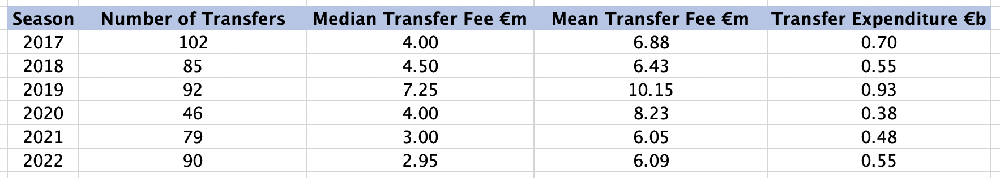 Season Number of Transfers Median Transfer Fee €m Mean Transfer Fee €m Transfer Expenditure €b
2017 102 4.00 6.88 0.70
2018 85 4.50 6.43 0.55
2019 92 7.25 10.15 0.93
2020 46 4.00 8.23 0.38
2021 79 3.00 6.05 0.48
2022 90 2.95 6.09 0.55